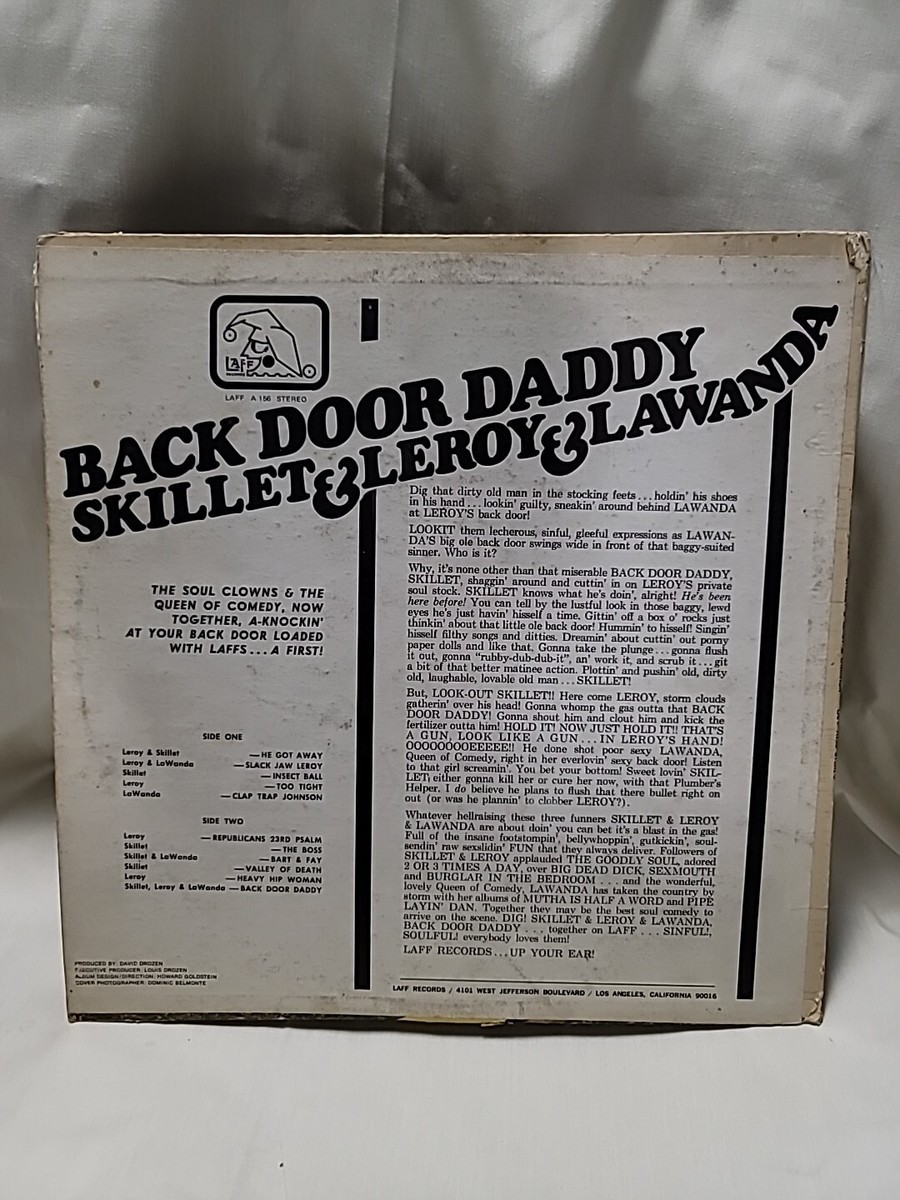 LAFF
RECORDS
LAFF A 156 STEREO
BACK DOOR DADDY
SKILLET & LEROY & LAWANDA
THE SOUL CLOWNS & THE
QUEEN OF COMEDY, NOW
TOGETHER, A-KNOCKIN'
AT YOUR BACK DOOR LOADED
WITH LAFFS... A FIRST!
SIDE ONE
Leroy & Skillet —HE GOT AWAY
Leroy & LaWanda —SLACK JAW LEROY
Skillet —INSECT BALL
Leroy —TOO TIGHT
LaWanda —CLAP TRAP JOHNSON
SIDE TWO
Leroy —REPUBLICANS 23RD PSALM
Skillet —THE BOSS
Skillet & LaWanda —BART & FAY
Skillet —VALLEY OF DEATH
Leroy —HEAVY HIP WOMAN
Skillet, Leroy & LaWanda —BACK DOOR DADDY
PRODUCED BY: DAVID DROZEN
EXECUTIVE PRODUCER: LOUIS DROZEN
ALBUM DESIGN/DIRECTION: HOWARD GOLDSTEIN
COVER PHOTOGRAPHER: DOMINIC BELMONTE
Dig that dirty old man in the stocking feets... holdin' his shoes
in his hand... lookin' guilty, sneakin' around behind LAWANDA
at LEROY'S back door!
LOOKIT them lecherous, sinful, gleeful expressions as LAWAN-
DA'S big ole back door swings wide in front of that baggy-suited
sinner. Who is it?
Why, it's none other than that miserable BACK DOOR DADDY,
SKILLET, shaggin' around and cuttin' in on LEROY'S private
soul stock. SKILLET knows what he's doin', alright! He's been
here before! You can tell by the lustful look in those baggy, lewd
eyes he's just havin' hisself a time. Gittin' off a box o' rocks just
thinkin' about that little ole back door! Hummin' to hisself! Singin'
hisself filthy songs and ditties. Dreamin' about cuttin' out porny
paper dolls and like that. Gonna take the plunge... gonna flush
it out, gonna "rubby-dub-dub-it", an' work it, and scrub it... git
a bit of that better matinee action. Plottin' and pushin' old, dirty
old, laughable, lovable old man... SKILLET!
But, LOOK-OUT SKILLET!! Here come LEROY, storm clouds
gatherin' over his head! Gonna whomp the gas outta that BACK
DOOR DADDY! Gonna shout him and clout him and kick the
fertilizer outta him! HOLD IT! NOW JUST HOLD IT!! THAT'S
A GUN, LOOK LIKE A GUN... IN LEROY'S HAND!
OOOOOOOOEEEEEE!! He done shot poor sexy LAWANDA,
Queen of Comedy, right in her everlovin' sexy back door! Listen
to that girl screamin'. You bet your bottom! Sweet lovin' SKIL-
LET, either gonna kill her or cure her now, with that Plumber's
Helper. I do believe he plans to flush that there bullet right on
out (or was he plannin' to clobber LEROY?).
Whatever hellraising these three funners SKILLET & LEROY
& LAWANDA are about doin' you can bet it's a blast in the gas!
Full of the insane footstompin', bellywhoppin', gutkickin', soul-
sendin' raw sexslidin' FUN that they always deliver. Followers of
SKILLET & LEROY applauded THE GOODLY SOUL, adored
2 OR 3 TIMES A DAY, over BIG DEAD DICK, SEXMOUTH
and BURGLAR IN THE BEDROOM . . . and the wonderful,
lovely Queen of Comedy, LAWANDA has taken the country by
storm with her albums of MUTHA IS HALF A WORD and PIPE
LAYIN' DAN. Together they may be the best soul comedy to
arrive on the scene. DIG! SKILLET & LEROY & LAWANDA,
BACK DOOR DADDY . . . together on LAFF . . . SINFUL!,
SOULFUL! everybody loves them!
LAFF RECORDS... UP YOUR EAR!
LAFF RECORDS / 4101 WEST JEFFERSON BOULEVARD / LOS ANGELES, CALIFORNIA 90016